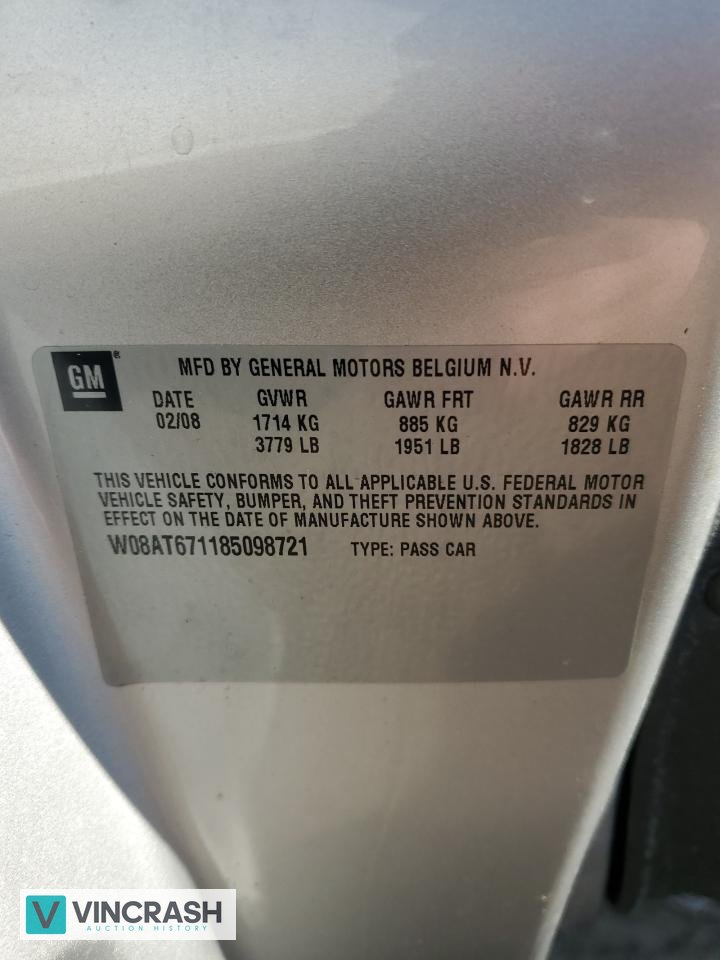 GM®
MFD BY GENERAL MOTORS BELGIUM N.V.
DATE GVWR GAWR FRT GAWR RR
02/08 1714 KG 885 KG 829 KG
3779 LB 1951 LB 1828 LB
THIS VEHICLE CONFORMS TO ALL APPLICABLE U.S. FEDERAL MOTOR
VEHICLE SAFETY, BUMPER, AND THEFT PREVENTION STANDARDS IN
EFFECT ON THE DATE OF MANUFACTURE SHOWN ABOVE.
W08AT671185098721 TYPE: PASS CAR
V VINCRASH
AUCTION HISTORY